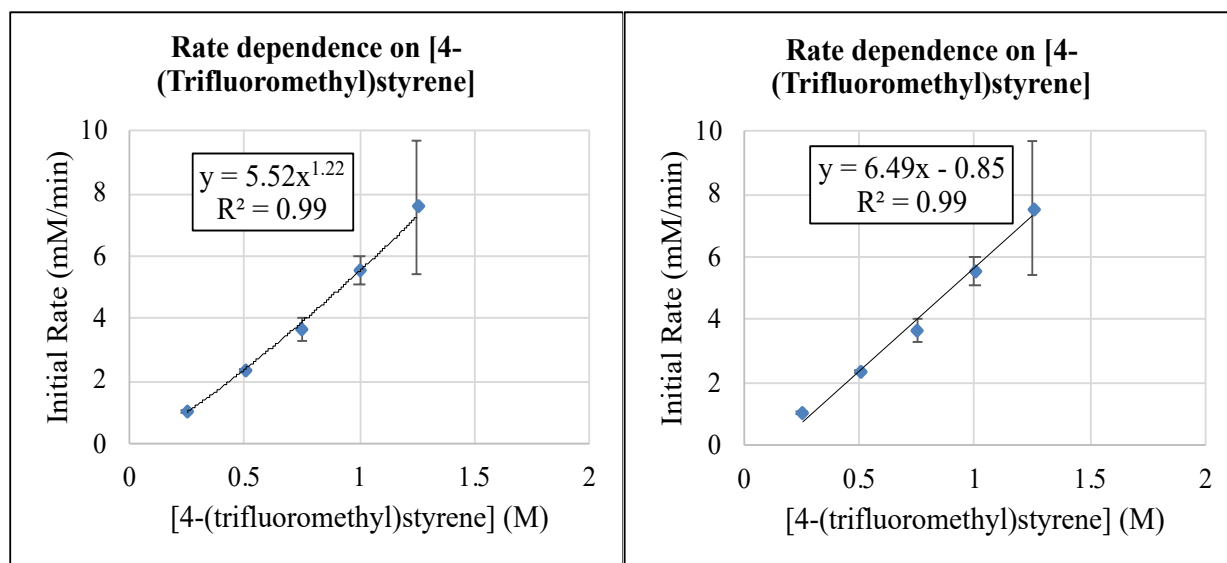 Rate dependence on [4-
(Trifluoromethyl)styrene]
10
8
6
4
2
0
y = 5.52x^1.22
R² = 0.99
0
0.5
1
1.5
2
Initial Rate (mM/min)
[4-(trifluoromethyl)styrene] (M)
Rate dependence on [4-
(Trifluoromethyl)styrene]
10
8
6
4
2
0
y = 6.49x - 0.85
R² = 0.99
0
0.5
1
1.5
2
Initial Rate (mM/min)
[4-(trifluoromethyl)styrene] (M)